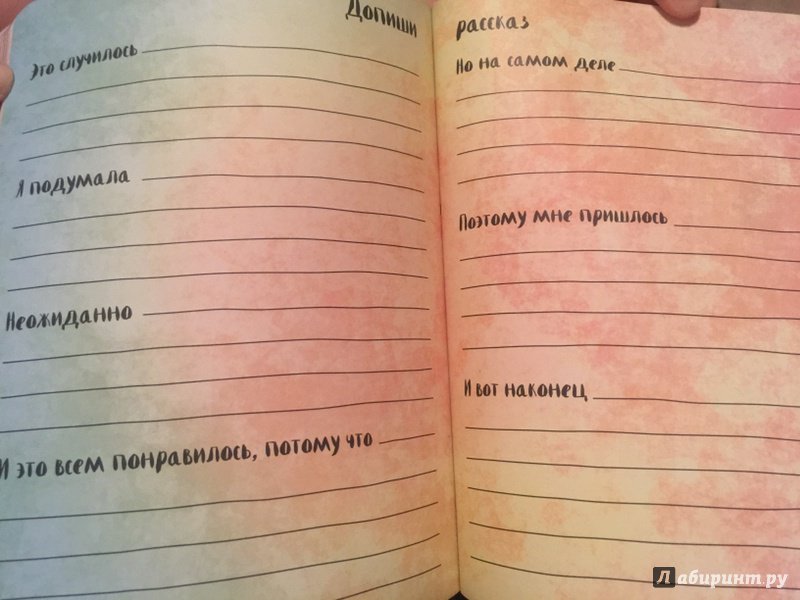 Допиши рассказ
Это случилось
Я подумала
Неожиданно
И это всем понравилось, потому что
Но на самом деле
Поэтому мне пришлось
И вот наконец
Лабиринт.ру